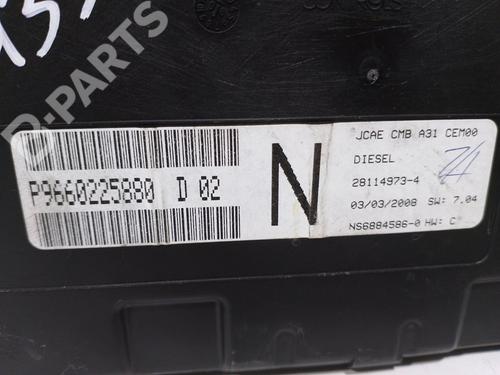 B-PARTS
P9660225880 D 02
N
JCAE CMB A31 CEM00
DIESEL
28114973-4
03/03/2008 SW: 7.04
NS6884586-0 HW: C